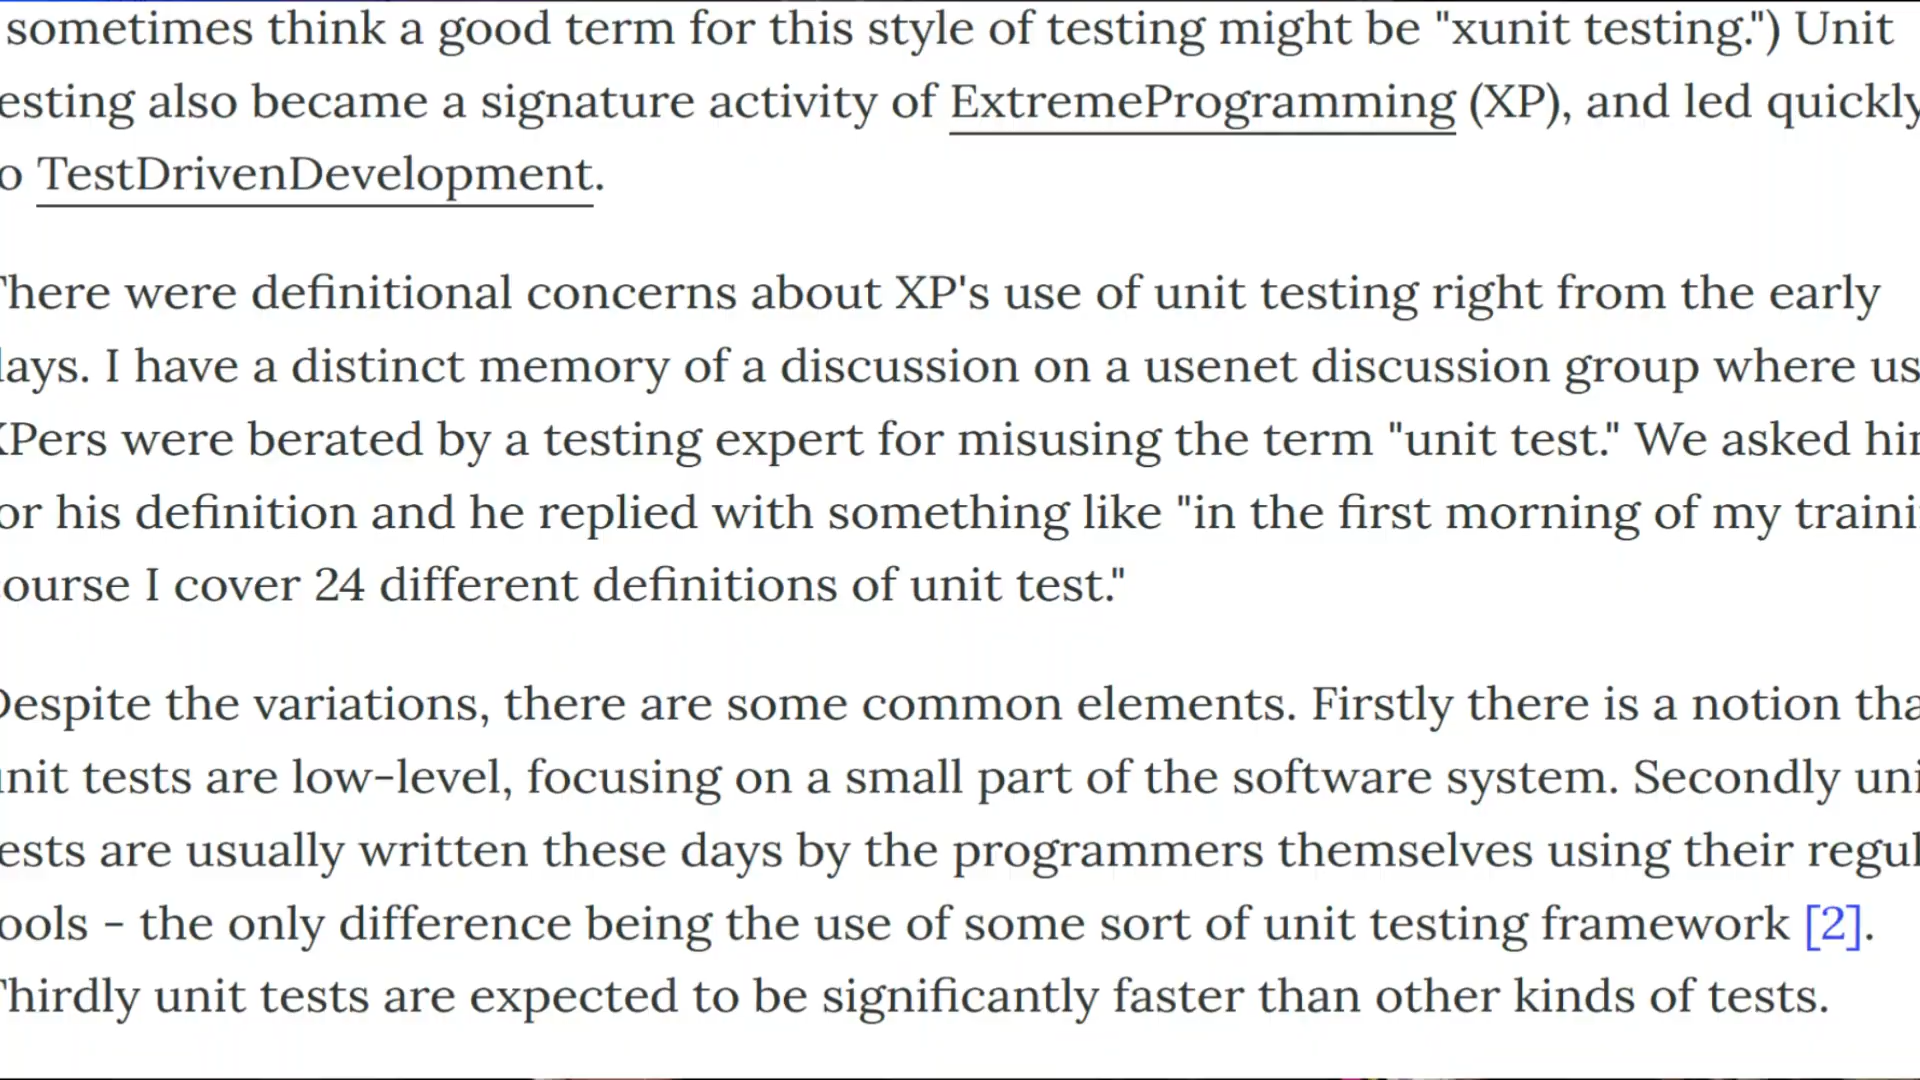 sometimes think a good term for this style of testing might be "xunit testing.") Unit
esting also became a signature activity of ExtremeProgramming (XP), and led quickly
o TestDrivenDevelopment.
There were definitional concerns about XP's use of unit testing right from the early
days. I have a distinct memory of a discussion on a usenet discussion group where us
XPers were berated by a testing expert for misusing the term "unit test." We asked him
or his definition and he replied with something like "in the first morning of my traini
course I cover 24 different definitions of unit test."
Despite the variations, there are some common elements. Firstly there is a notion tha
unit tests are low-level, focusing on a small part of the software system. Secondly uni
ests are usually written these days by the programmers themselves using their regul
ools - the only difference being the use of some sort of unit testing framework [2].
Thirdly unit tests are expected to be significantly faster than other kinds of tests.